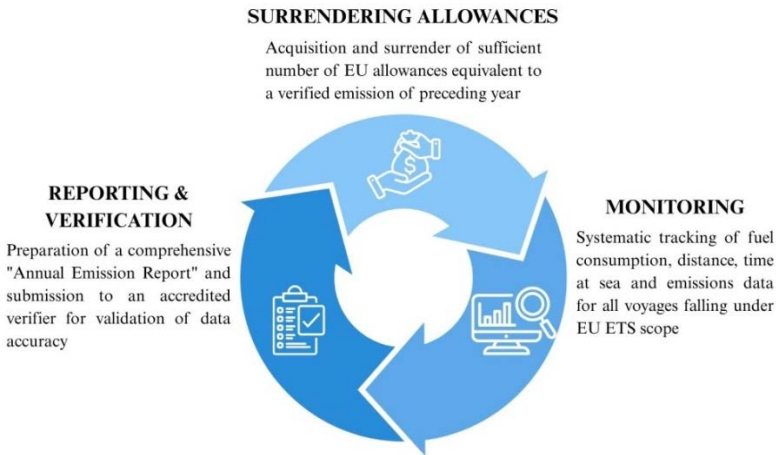 SURRENDERING ALLOWANCES
Acquisition and surrender of sufficient
number of EU allowances equivalent to
a verified emission of preceding year
REPORTING &
VERIFICATION
Preparation of a comprehensive
"Annual Emission Report" and
submission to an accredited
verifier for validation of data
accuracy
MONITORING
Systematic tracking of fuel
consumption, distance, time
at sea and emissions data
for all voyages falling under
EU ETS scope
$